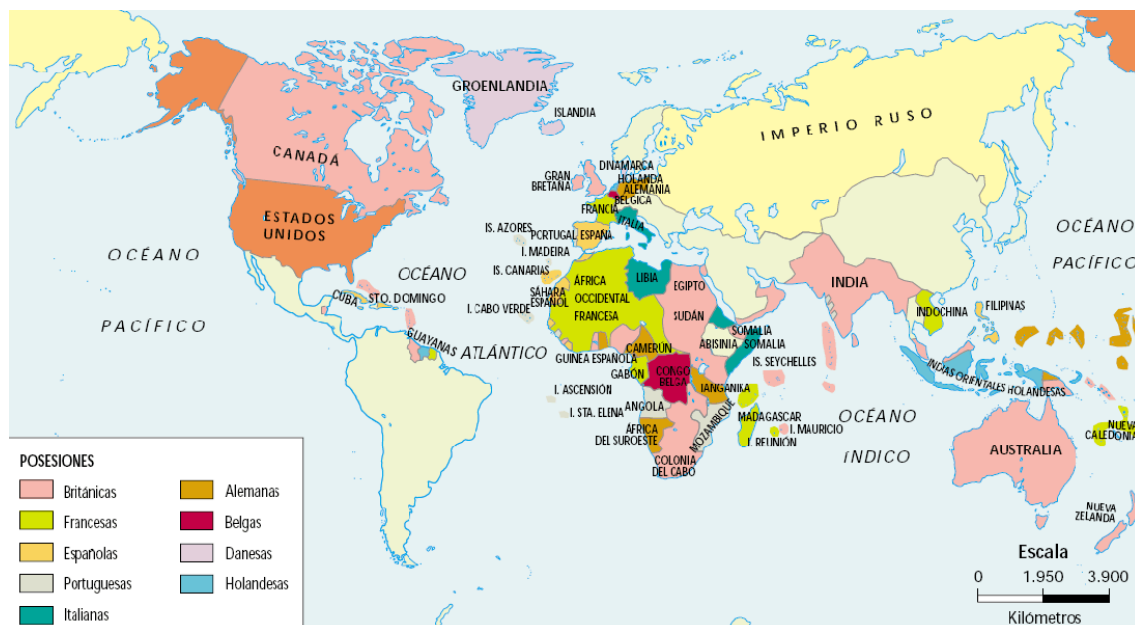 GROENLANDIA
ISLANDIA
IMPERIO RUSO
CANADÁ
DINAMARCA
GRAN
BRETAÑA
HOLANDA
ALEMANIA
BELGICA
FRANCIA
ESTADOS
UNIDOS
ITALIA
IS. AZORES
PORTUGAL
ESPAÑA
I. MADEIRA
OCÉANO
PACÍFICO
OCÉANO
ATLÁNTICO
OCÉANO
PACÍFICO
IS. CANARIAS
ÁFRICA
OCCIDENTAL
FRANCESA
LIBIA
EGIPTO
INDIA
SÁHARA
ESPAÑOL
CUBA
STO. DOMINGO
I. CABO VERDE
SUDÁN
INDOCHINA
FILIPINAS
GUAYANAS
SOMALIA
ABISINIA
SOMALIA
CAMERÚN
GUINEA ESPAÑOLA
IS. SEYCHELLES
GABÓN
CONGO
BELGA
TANGANIKA
INDIAS ORIENTALES HOLANDESAS
I. ASCENSIÓN
I. STA. ELENA
ANGOLA
MOZAMBIQUE
MADAGASCAR
I. MAURICIO
I. REUNIÓN
OCÉANO
ÍNDICO
ÁFRICA
DEL SUROESTE
NUEVA
CALEDONIA
AUSTRALIA
COLONIA
DEL CABO
NUEVA
ZELANDA
POSESIONES
Británicas
Francesas
Españolas
Portuguesas
Italianas
Alemanas
Belgas
Danesas
Holandesas
Escala
0 1.950 3.900
Kilómetros